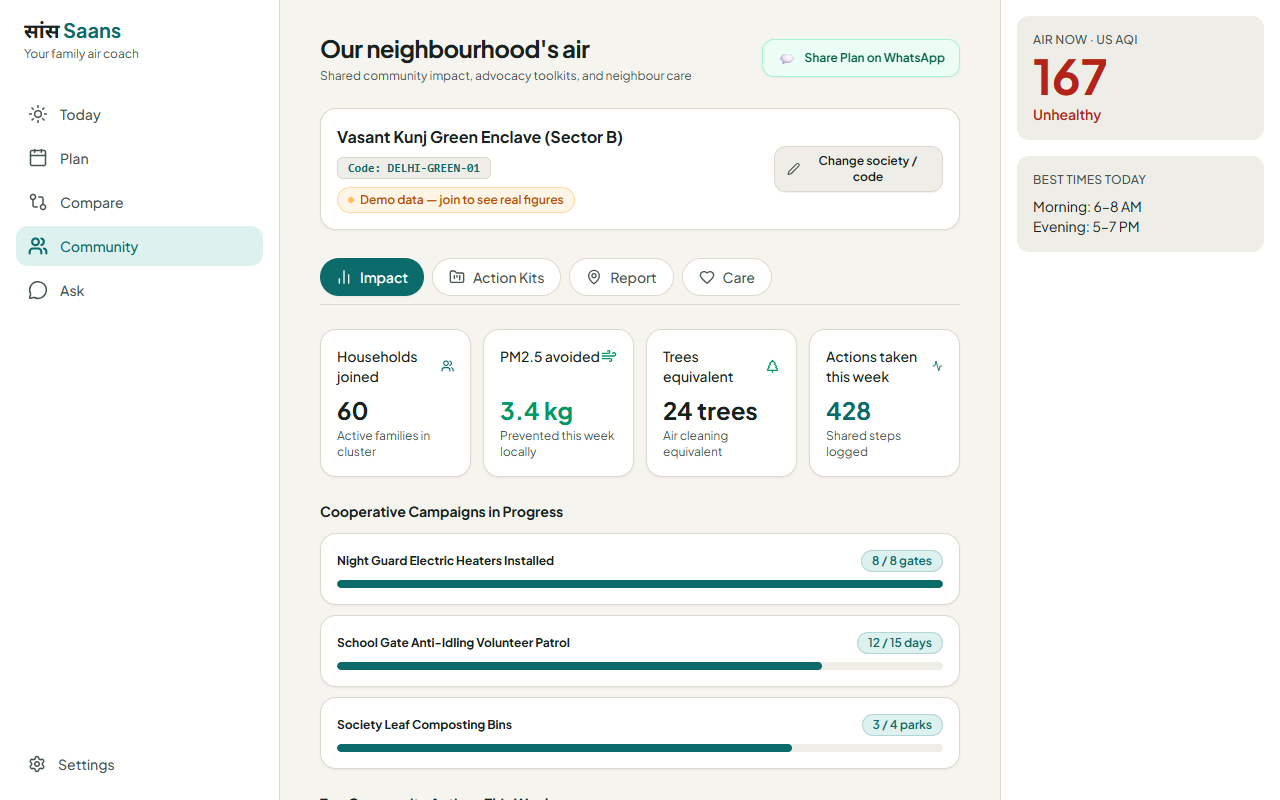 सांस Saans
Your family air coach
Today
Plan
Compare
Community
Ask
Settings
Our neighbourhood's air
Shared community impact, advocacy toolkits, and neighbour care
Share Plan on WhatsApp
Vasant Kunj Green Enclave (Sector B)
Code: DELHI-GREEN-01
Demo data — join to see real figures
Change society /
code
Impact
Action Kits
Report
Care
Households
joined
60
Active families in
cluster
PM2.5 avoided
3.4 kg
Prevented this week
locally
Trees
equivalent
24 trees
Air cleaning
equivalent
Actions taken
this week
428
Shared steps
logged
Cooperative Campaigns in Progress
Night Guard Electric Heaters Installed
8 / 8 gates
School Gate Anti-Idling Volunteer Patrol
12 / 15 days
Society Leaf Composting Bins
3 / 4 parks
AIR NOW · US AQI
167
Unhealthy
BEST TIMES TODAY
Morning: 6–8 AM
Evening: 5–7 PM